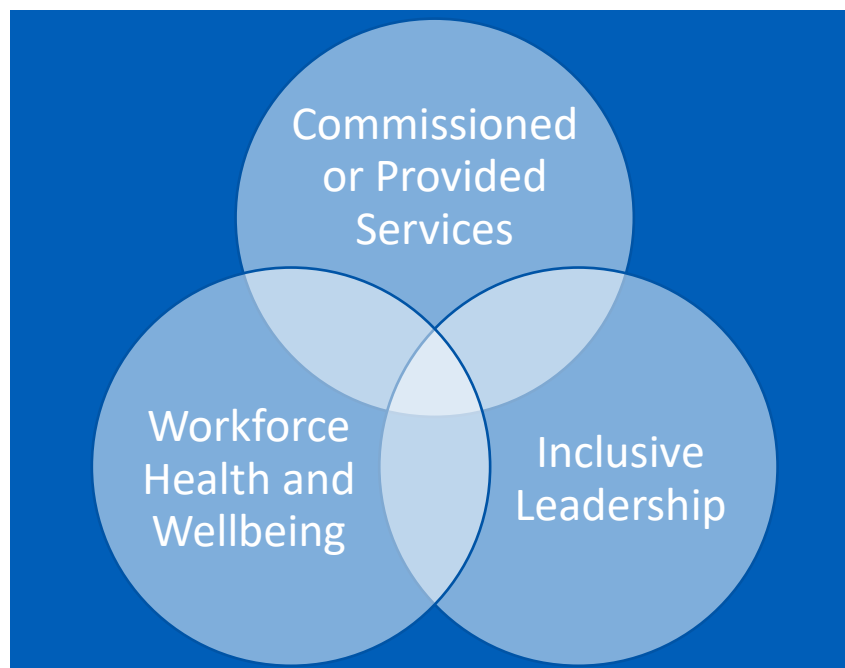 Commissioned
or Provided
Services
Workforce
Health and
Wellbeing
Inclusive
Leadership